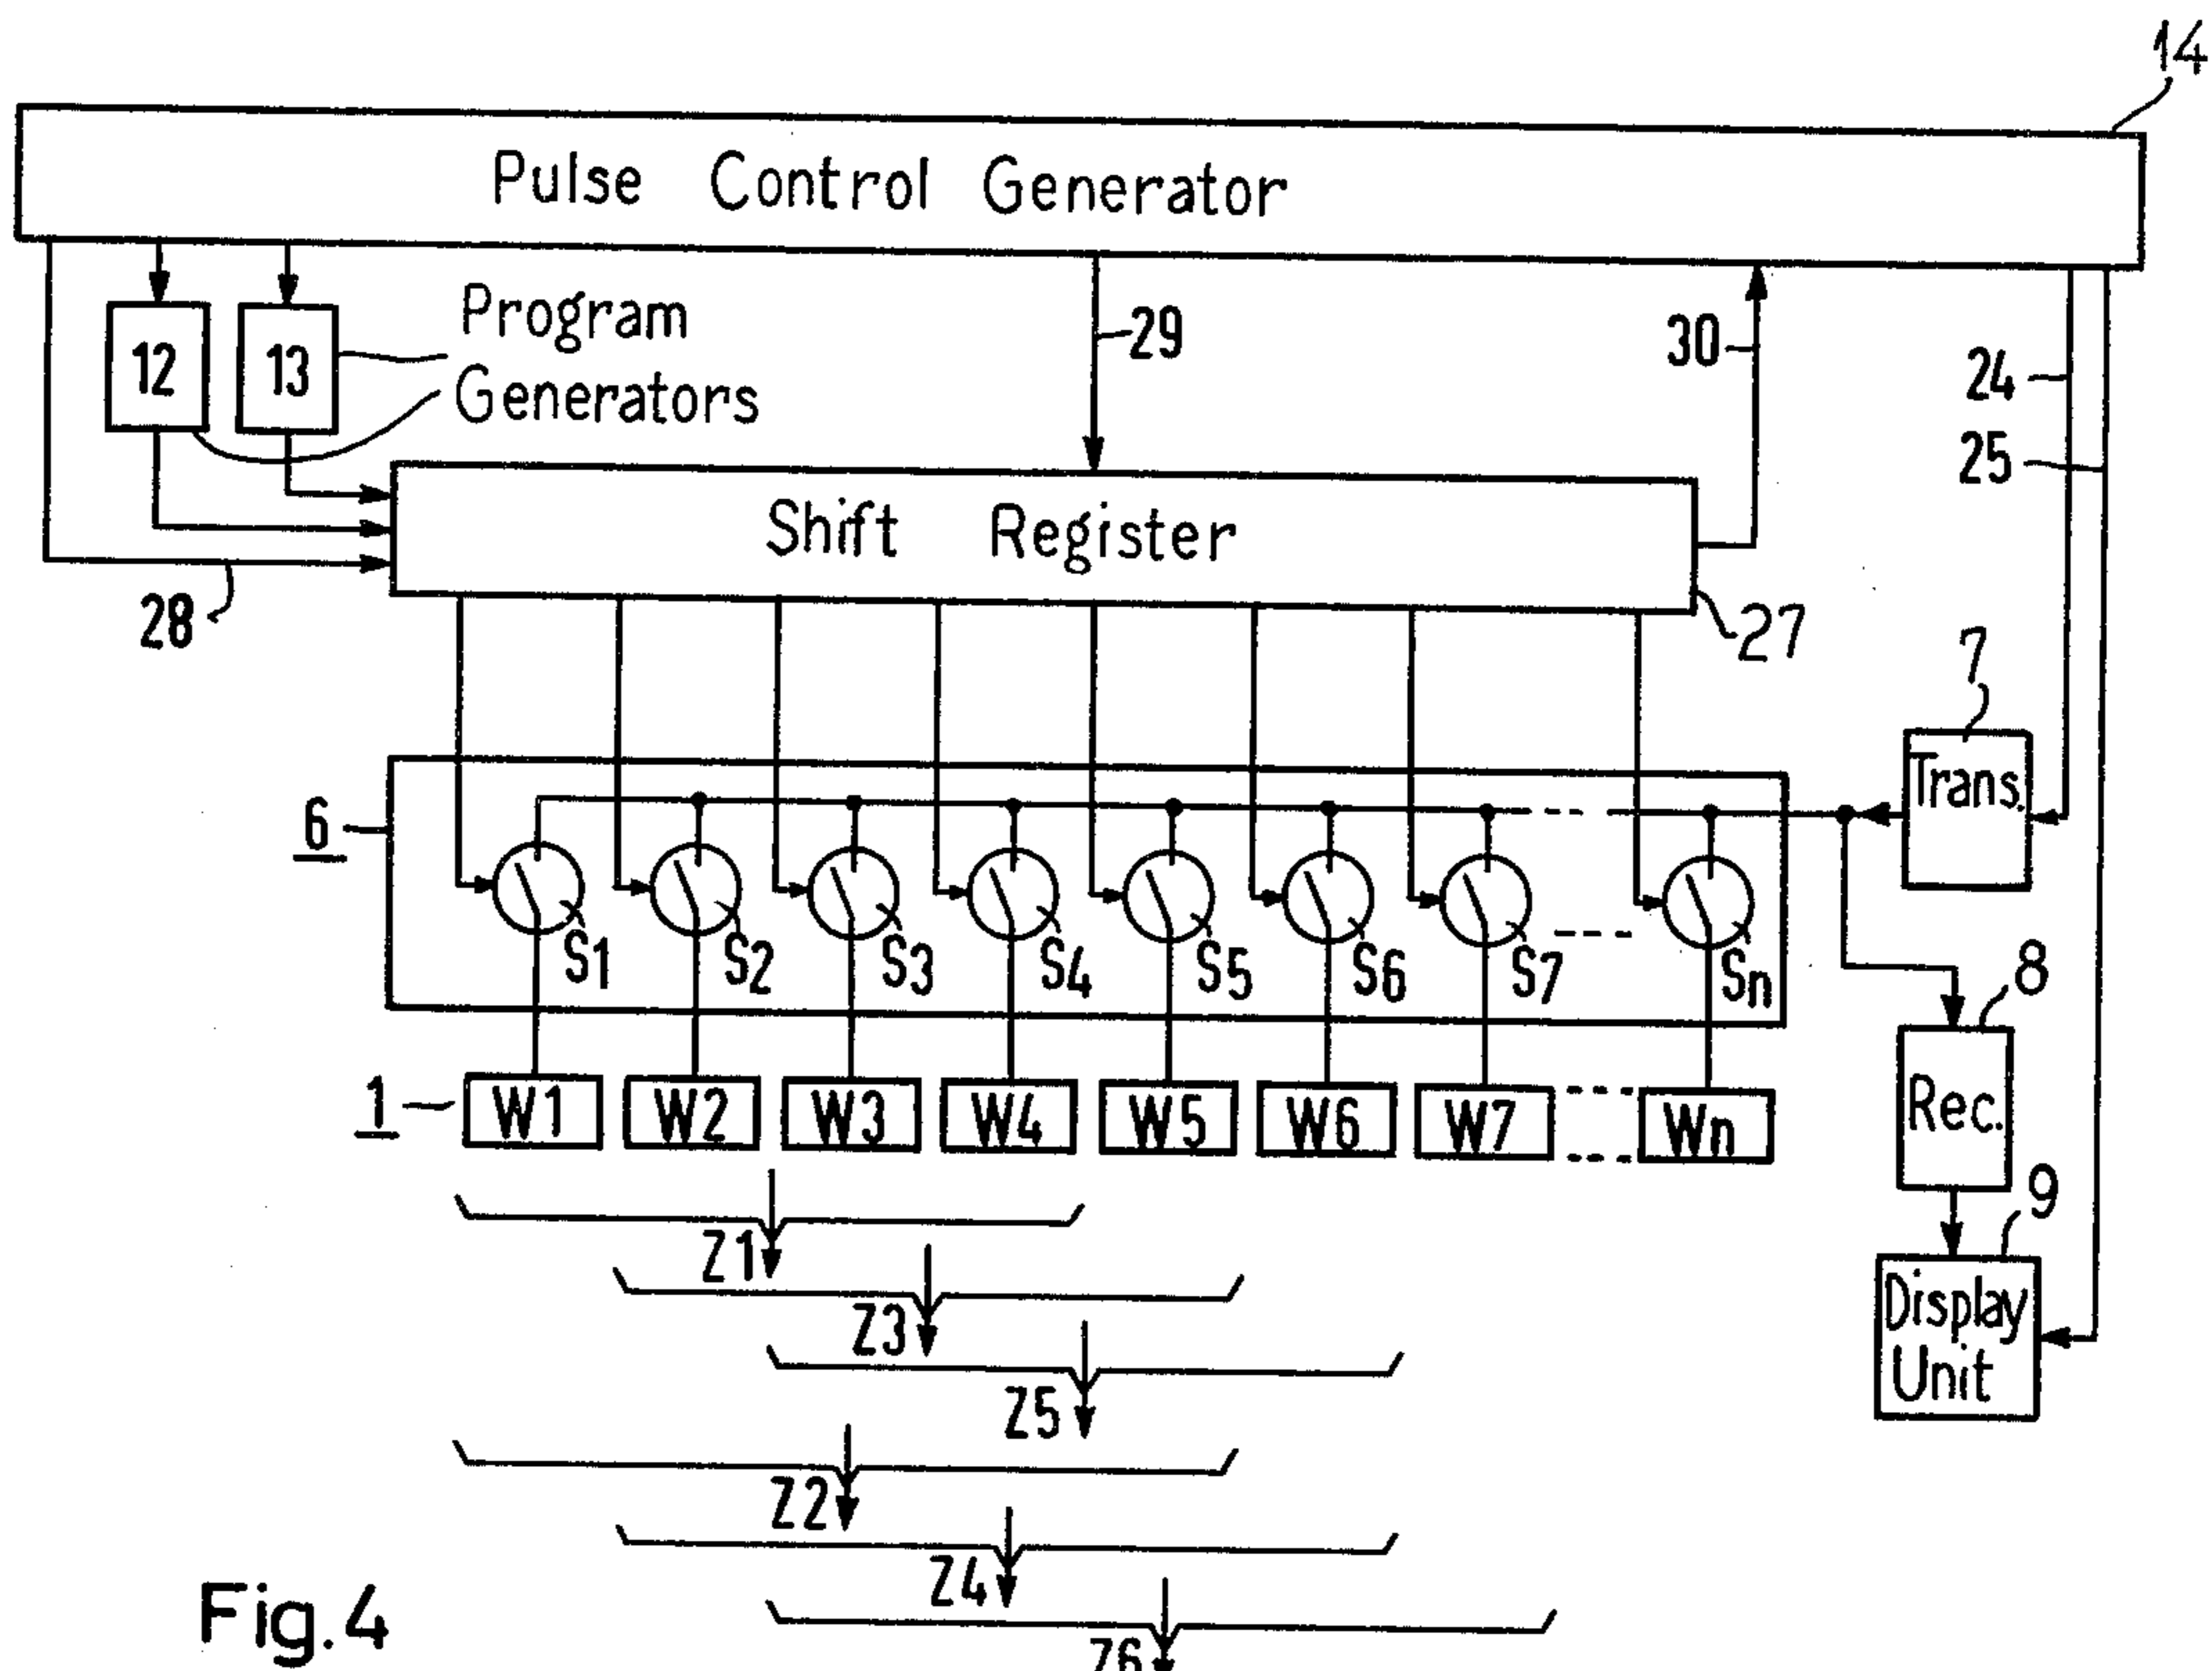 14
Pulse Control Generator
12
13
Program
Generators
29
30
24
25
28
Shift Register
27
7
Trans.
6
S1 S2 S3 S4 S5 S6 S7 Sn
8
Rec.
1
W1 W2 W3 W4 W5 W6 W7 Wn
9
Display
Unit
Z1
Z3
Z5
Z2
Z4
Z6
Fig.4